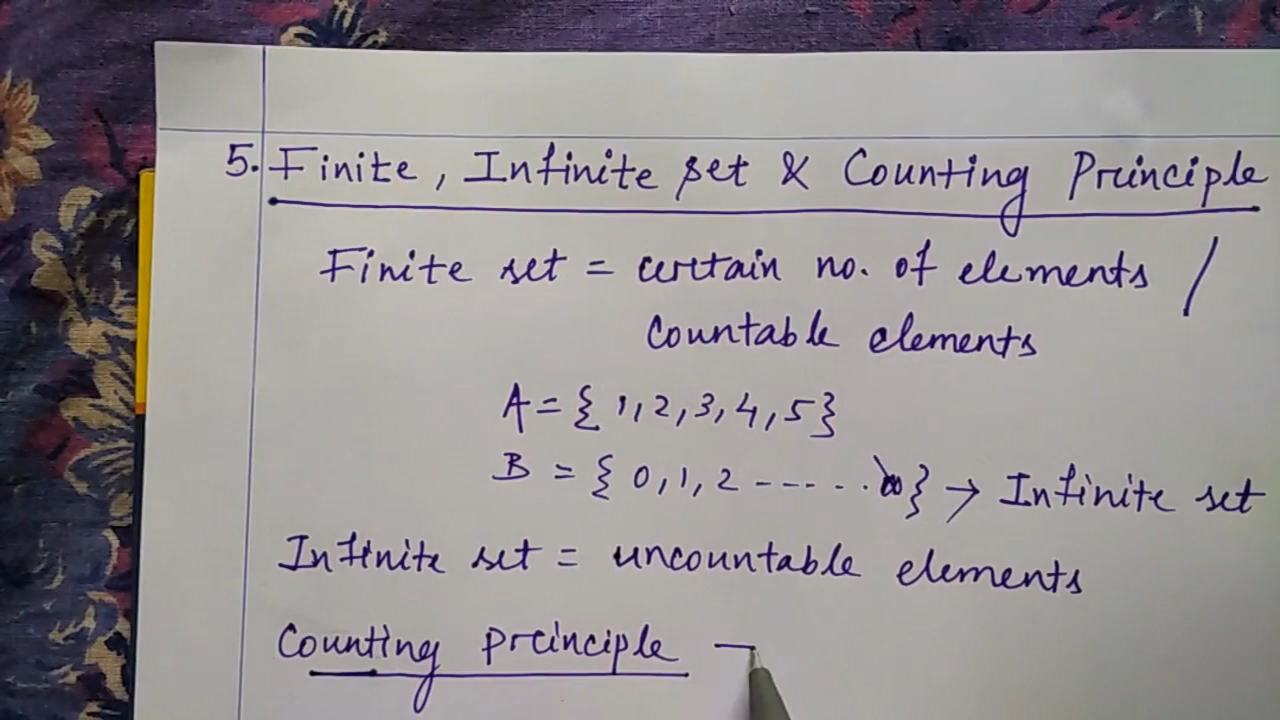 5. Finite, Infinite set & Counting Principle
Finite set = certain no. of elements /
countable elements
A = { 1, 2, 3, 4, 5}
B = { 0, 1, 2 ------... ∞} → Infinite set
Infinite set = uncountable elements
Counting principle —